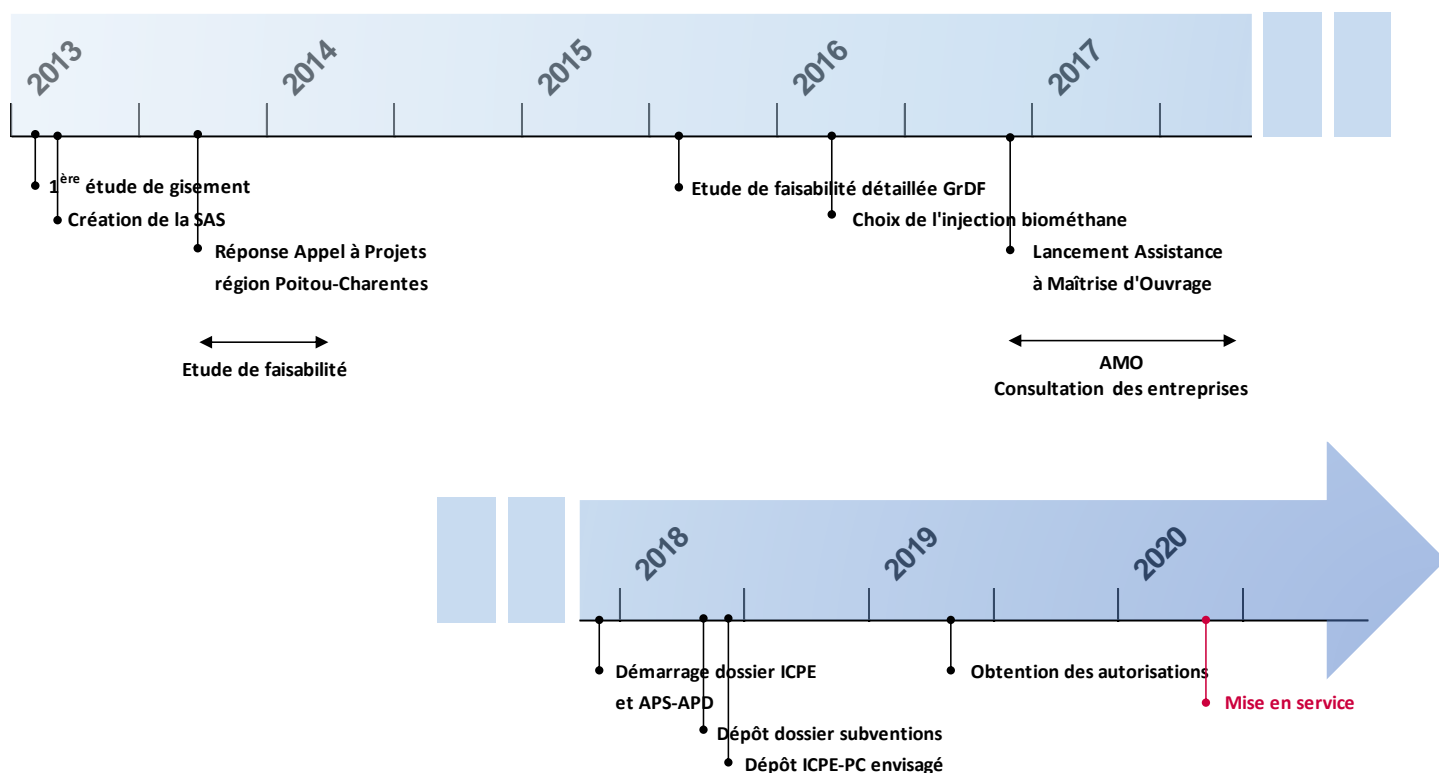 2013
2014
2015
2016
2017
1ère étude de gisement
Création de la SAS
Réponse Appel à Projets
région Poitou-Charentes
Etude de faisabilité détaillée GrDF
Choix de l'injection biométhane
Lancement Assistance
à Maîtrise d'Ouvrage
Etude de faisabilité
AMO
Consultation des entreprises
2018
2019
2020
Démarrage dossier ICPE
et APS-APD
Dépôt dossier subventions
Dépôt ICPE-PC envisagé
Obtention des autorisations
Mise en service